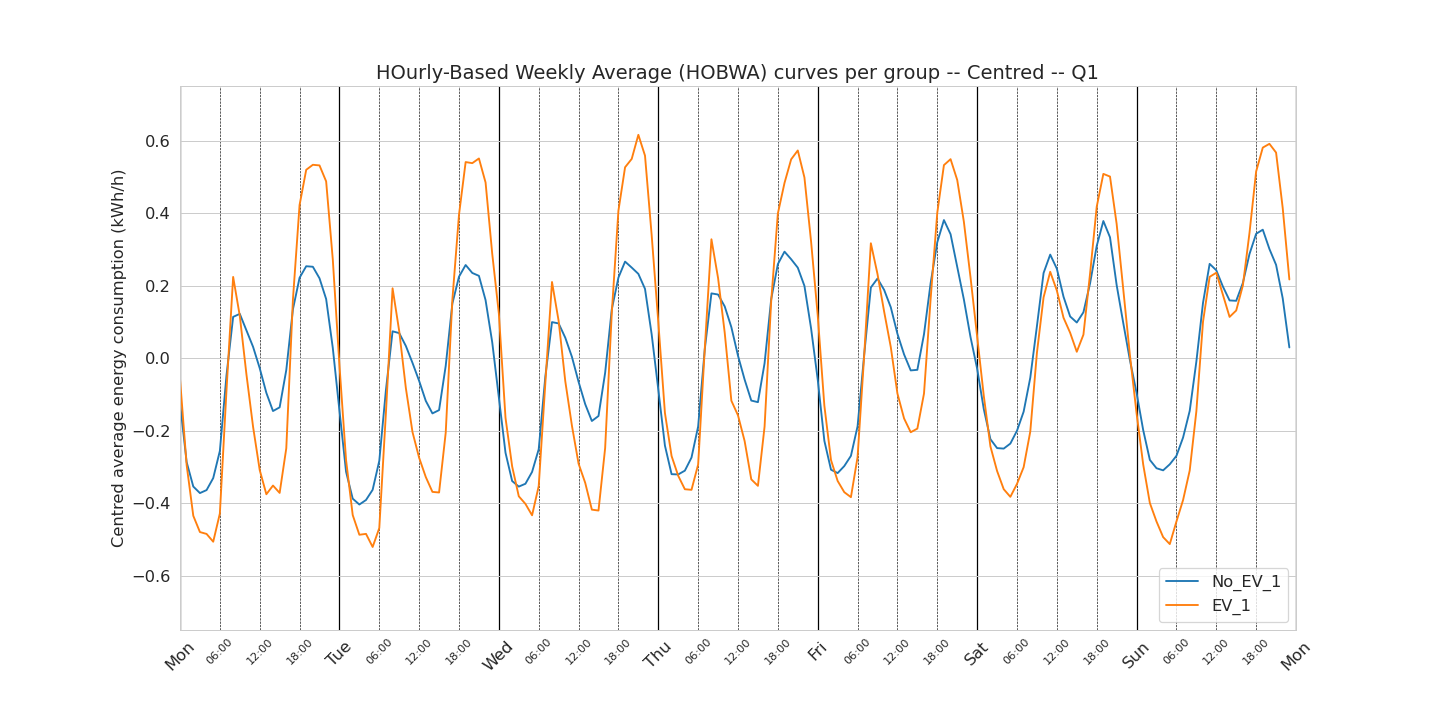 HOurly-Based Weekly Average (HOBWA) curves per group -- Centred -- Q1
Centred average energy consumption (kWh/h)
0.6
0.4
0.2
0.0
−0.2
−0.4
−0.6
No_EV_1
EV_1
Mon 06:00 12:00 18:00 Tue 06:00 12:00 18:00 Wed 06:00 12:00 18:00 Thu 06:00 12:00 18:00 Fri 06:00 12:00 18:00 Sat 06:00 12:00 18:00 Sun 06:00 12:00 18:00 Mon